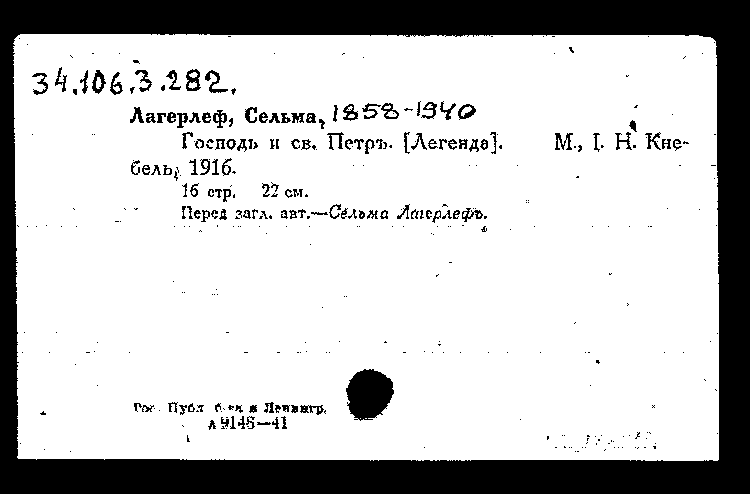 34.106.3.282.
Лагерлеф, Сельма, 1858-1940
Господь и св. Петръ. [Легенда]. М., I. Н. Кне-
бель, 1916.
16 стр. 22 см.
Перед загл. авт.—Сельма Лагерлефъ.
Гос. Публ. б-ка в Ленингр.
А 9146—41